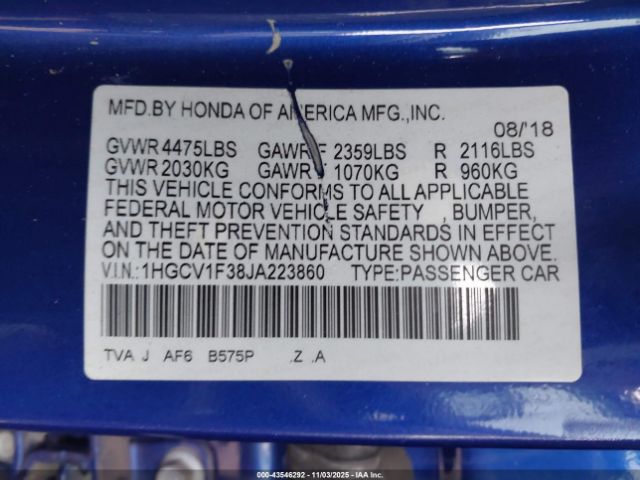 MFD.BY HONDA OF AMERICA MFG.,INC.
08/'18
GVWR 4475LBS GAWR F 2359LBS R 2116LBS
GVWR 2030KG GAWR F 1070KG R 960KG
THIS VEHICLE CONFORMS TO ALL APPLICABLE
FEDERAL MOTOR VEHICLE SAFETY , BUMPER,
AND THEFT PREVENTION STANDARDS IN EFFECT
ON THE DATE OF MANUFACTURE SHOWN ABOVE.
V.I.N.:1HGCV1F38JA223860 TYPE:PASSENGER CAR
TVA J AF6 B575P .Z .A
000-43546292 - 11/03/2025 - IAA Inc.